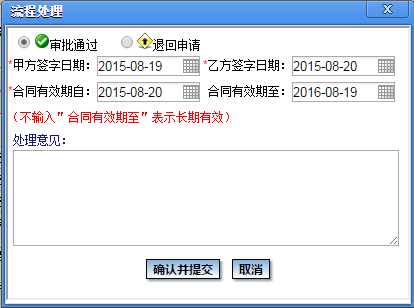 流程处理
审批通过 退回申请
*甲方签字日期: 2015-08-19 *乙方签字日期: 2015-08-20
*合同有效期自: 2015-08-20 合同有效期至: 2016-08-19
(不输入"合同有效期至"表示长期有效)
处理意见:
确认并提交 取消